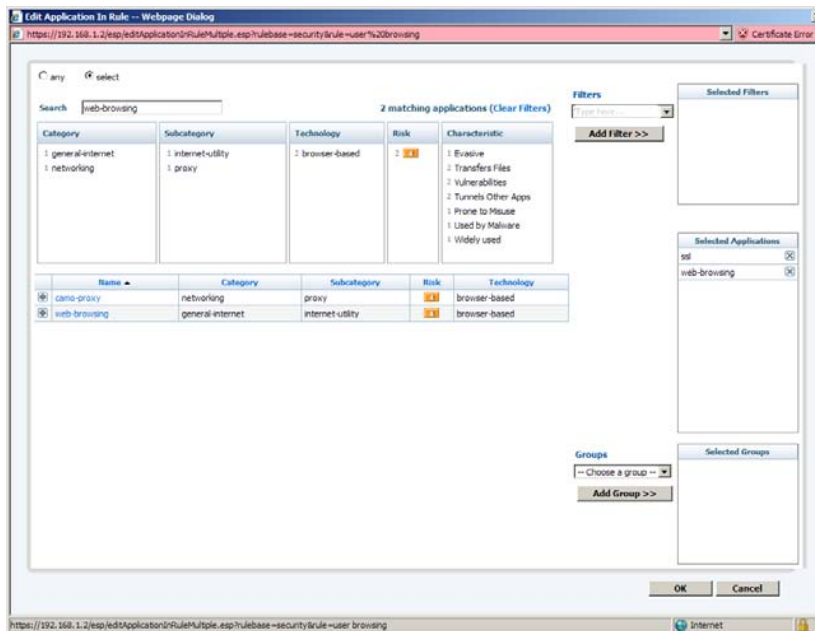 Edit Application In Rule -- Webpage Dialog
https://192.168.1.2/esp/editApplicationInRuleMultiple.esp?rulebase=security&rule=user%20browsing
Certificate Error
any select
Search web-browsing
2 matching applications (Clear Filters)
Category Subcategory Technology Risk Characteristic
1 general-internet
1 networking
1 internet-utility
1 proxy
2 browser-based
2 4
1 Evasive
2 Transfers Files
2 Vulnerabilities
2 Tunnels Other Apps
1 Prone to Misuse
1 Used by Malware
1 Widely used
Name Category Subcategory Risk Technology
camo-proxy networking proxy 4 browser-based
web-browsing general-internet internet-utility 4 browser-based
Filters
Type here...
Add Filter >>
Selected Filters
Selected Applications
ssl
web-browsing
Groups
-- Choose a group --
Add Group >>
Selected Groups
OK Cancel
https://192.168.1.2/esp/editApplicationInRuleMultiple.esp?rulebase=security&rule=user browsing
Internet